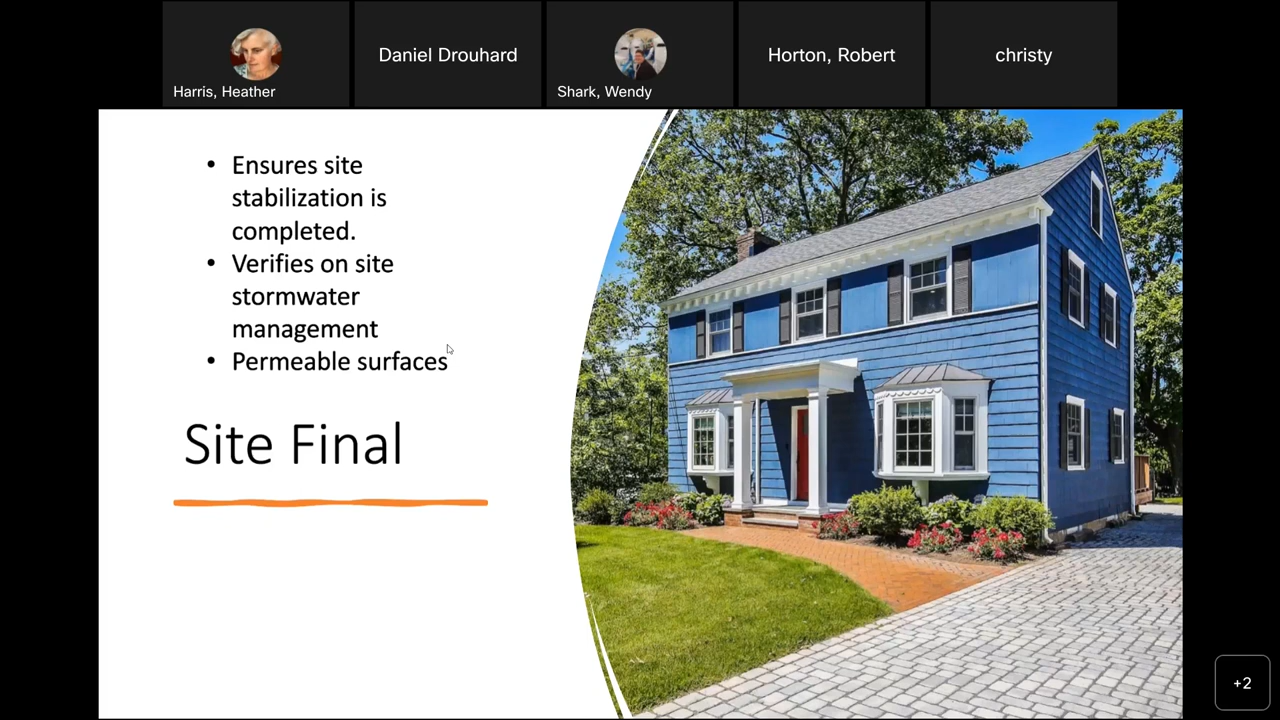 Daniel Drouhard
Horton, Robert
christy
Harris, Heather
Shark, Wendy
• Ensures site
stabilization is
completed.
• Verifies on site
stormwater
management
• Permeable surfaces
Site Final
+2